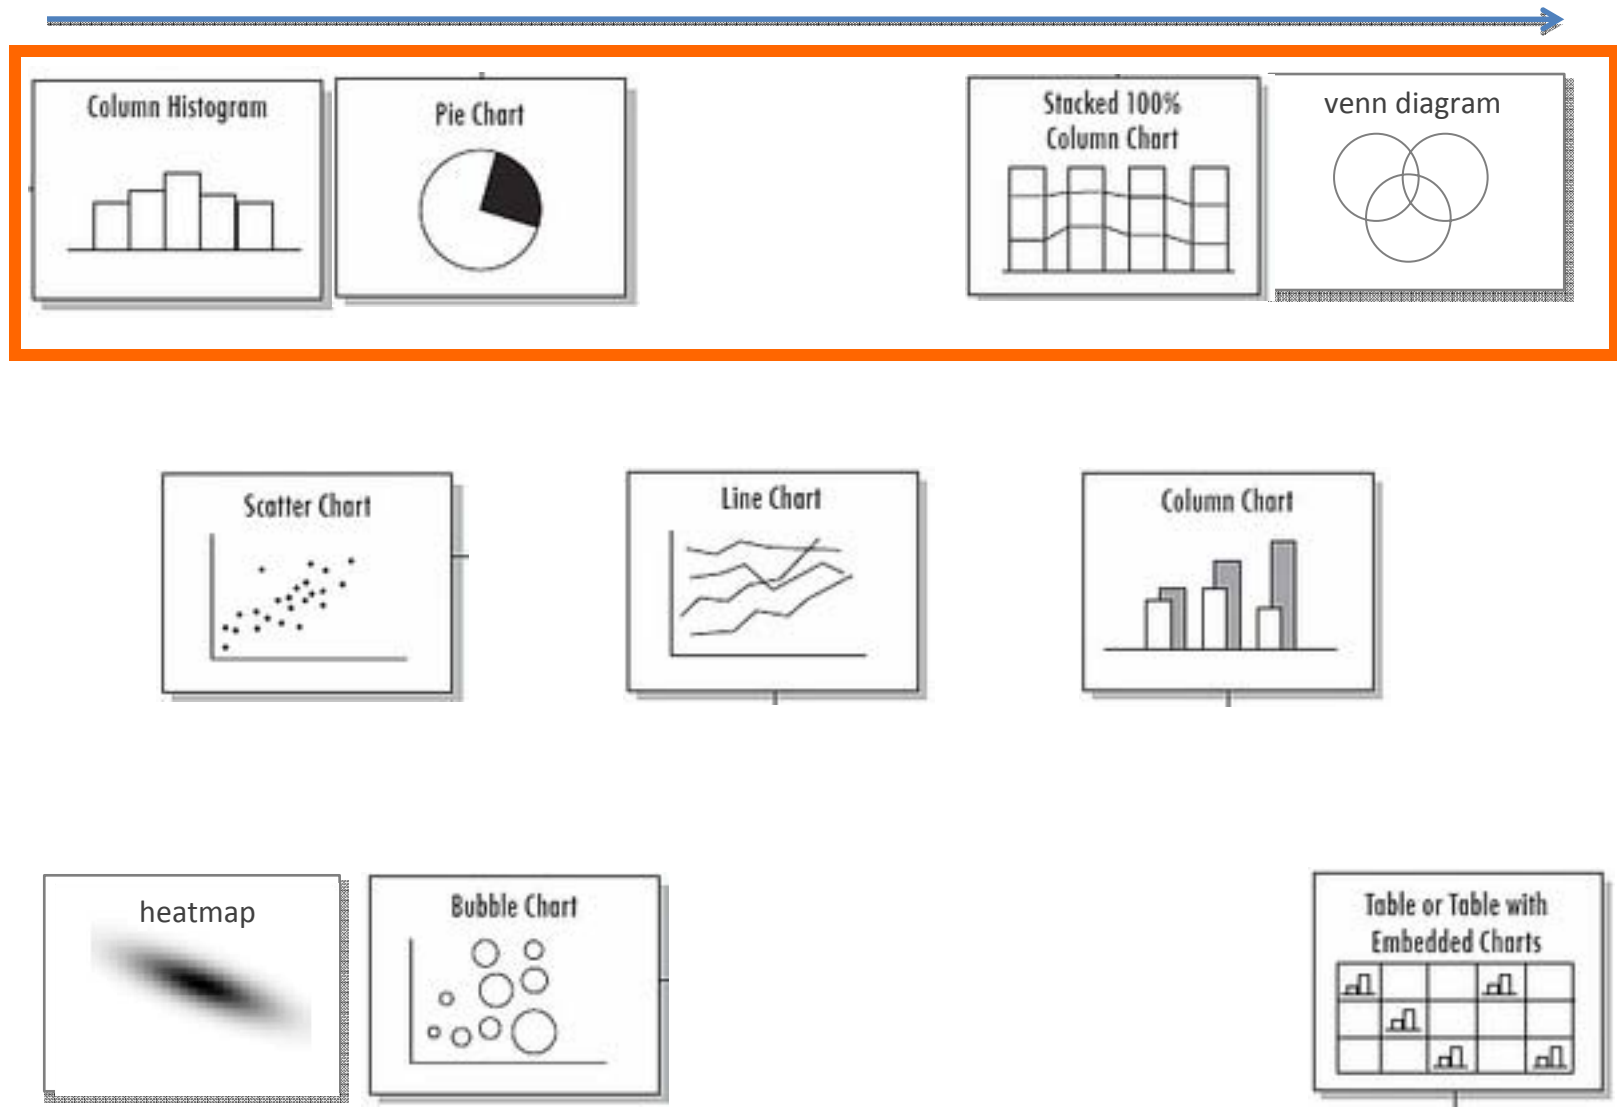 Column Histogram
Pie Chart
Stacked 100%
Column Chart
venn diagram
Scatter Chart
Line Chart
Column Chart
heatmap
Bubble Chart
Table or Table with
Embedded Charts